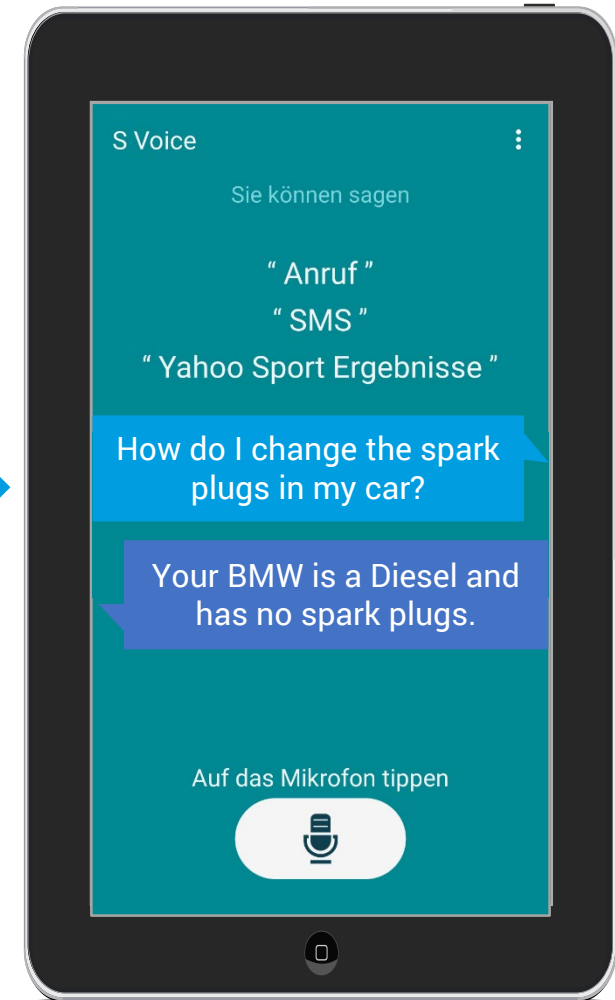 S Voice
Sie können sagen
“ Anruf ”
“ SMS ”
“ Yahoo Sport Ergebnisse ”
How do I change the spark
plugs in my car?
Your BMW is a Diesel and
has no spark plugs.
Auf das Mikrofon tippen